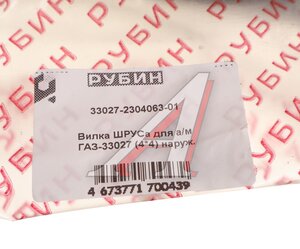 РУБИН
33027-2304063-01
Вилка ШРУСа для а/м
ГАЗ-33027 (4*4) наруж.
4 673771 700439